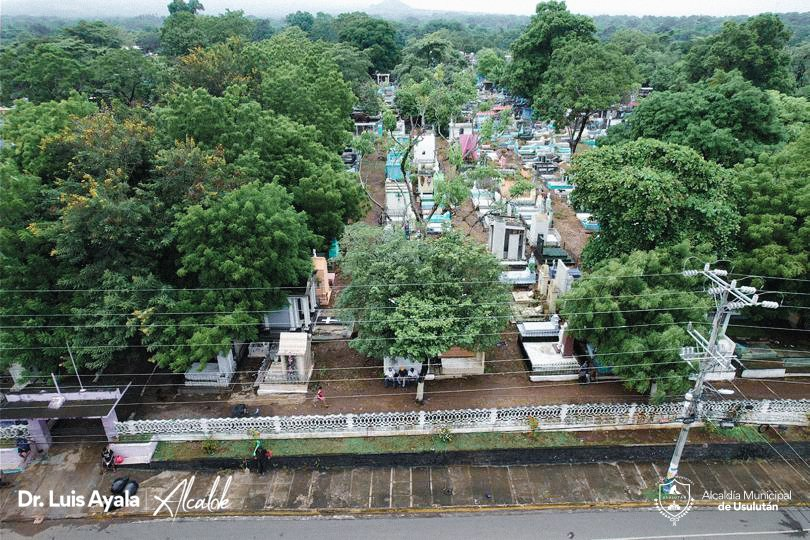 Dr. Luis Ayala
Alcalde
Alcaldía Municipal
de Usulután